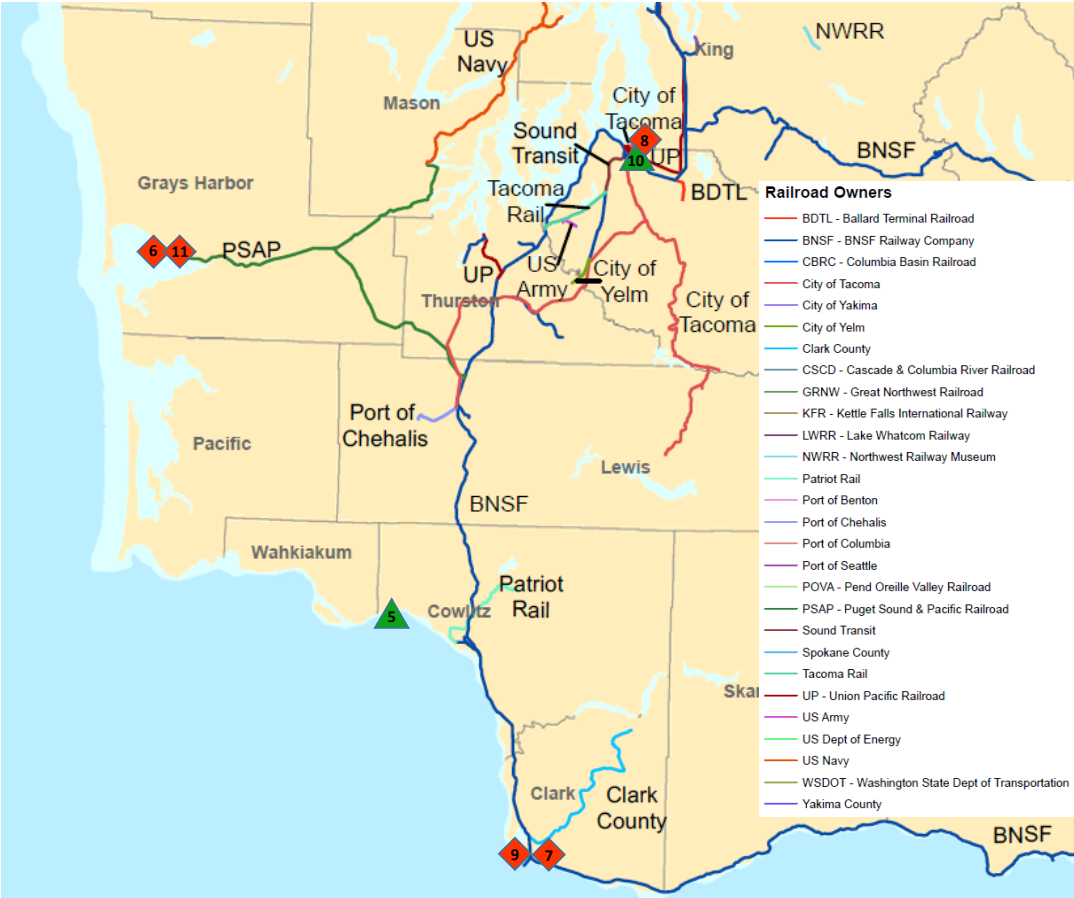 NWRR
US
Navy
King
Mason
City of
Tacoma
Sound
Transit
8
10
UP
BNSF
Grays Harbor
Tacoma
Rail
BDTL
6
11
PSAP
UP
US
Army
City of
Yelm
Thurston
City of
Tacoma
Port of
Chehalis
Pacific
Lewis
BNSF
Wahkiakum
Patriot
Rail
Cowlitz
5
Ska
Clark
Clark
County
9
7
BNSF
Railroad Owners
BDTL - Ballard Terminal Railroad
BNSF - BNSF Railway Company
CBRC - Columbia Basin Railroad
City of Tacoma
City of Yakima
City of Yelm
Clark County
CSCD - Cascade & Columbia River Railroad
GRNW - Great Northwest Railroad
KFR - Kettle Falls International Railway
LWRR - Lake Whatcom Railway
NWRR - Northwest Railway Museum
Patriot Rail
Port of Benton
Port of Chehalis
Port of Columbia
Port of Seattle
POVA - Pend Oreille Valley Railroad
PSAP - Puget Sound & Pacific Railroad
Sound Transit
Spokane County
Tacoma Rail
UP - Union Pacific Railroad
US Army
US Dept of Energy
US Navy
WSDOT - Washington State Dept of Transportation
Yakima County